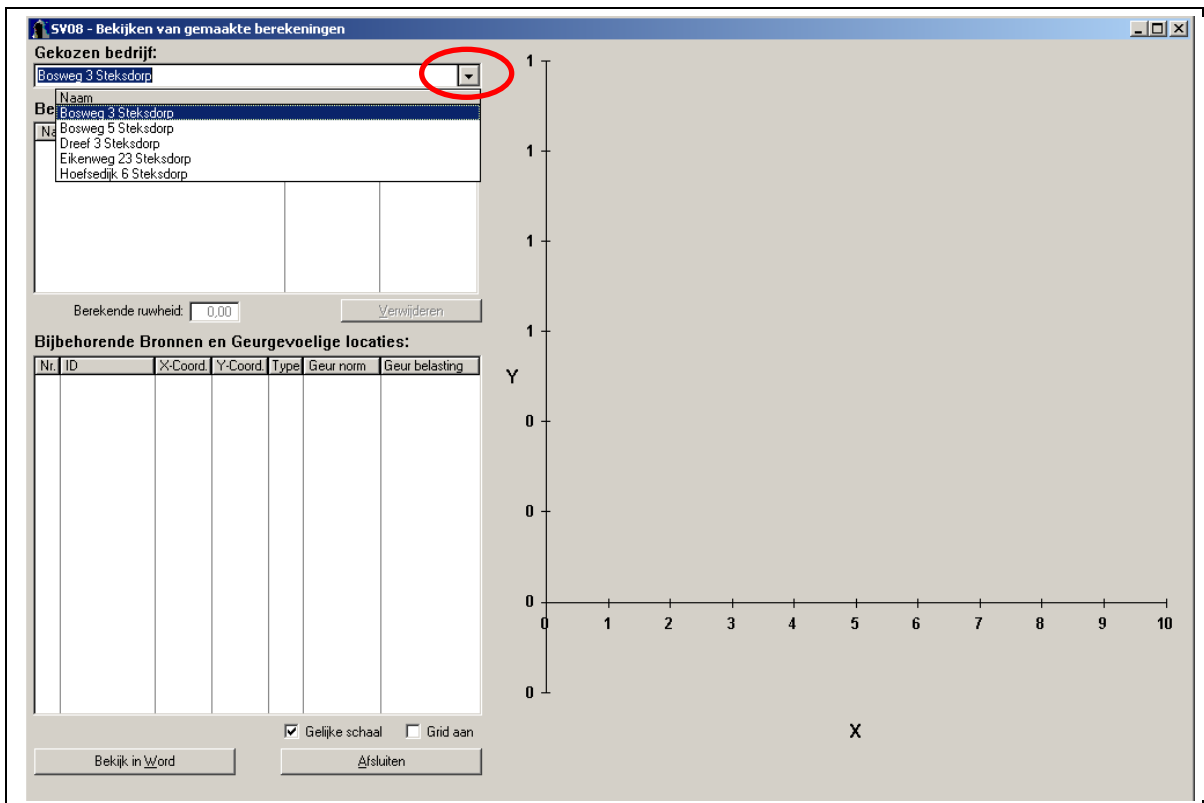 SV08 - Bekijken van gemaakte berekeningen
Gekozen bedrijf:
Bosweg 3 Steksdorp
Naam
Bosweg 3 Steksdorp
Bosweg 5 Steksdorp
Dreef 3 Steksdorp
Eikenweg 23 Steksdorp
Hoefsedijk 6 Steksdorp
Be
Na
Berekende ruwheid: 0,00 Verwijderen
Bijbehorende Bronnen en Geurgevoelige locaties:
Nr. ID X-Coord. Y-Coord. Type Geur norm Geur belasting
Gelijke schaal Grid aan
Bekijk in Word Afsluiten
1
1
1
1
Y
0
0
0
0 1 2 3 4 5 6 7 8 9 10
0
X